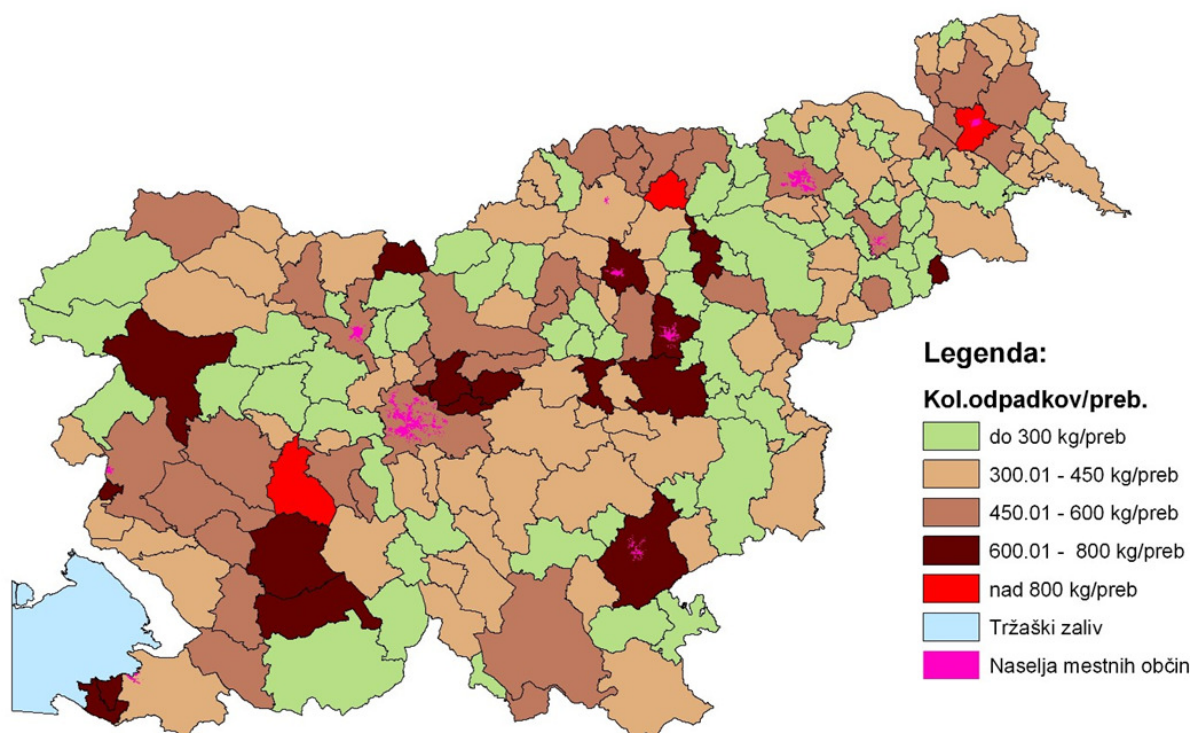 Legenda:
Kol.odpadkov/preb.
do 300 kg/preb
300.01 - 450 kg/preb
450.01 - 600 kg/preb
600.01 -  800 kg/preb
nad 800 kg/preb
Tržaški zaliv
Naselja mestnih občin